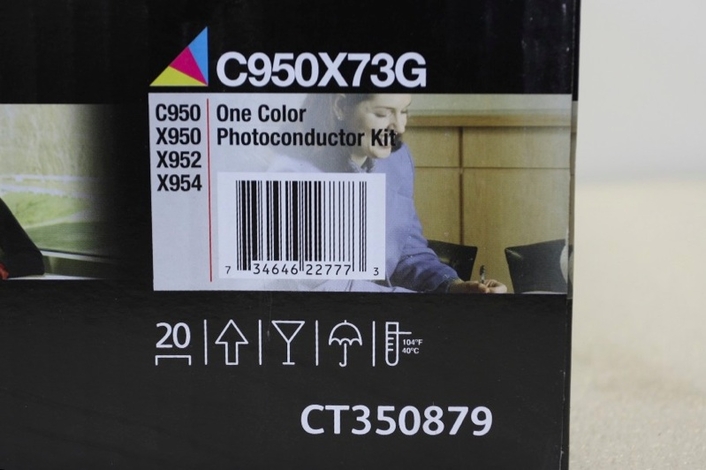 C950X73G
C950
X950
X952
X954
One Color
Photoconductor Kit
7 34646 22777 3
20
104°F
40°C
CT350879